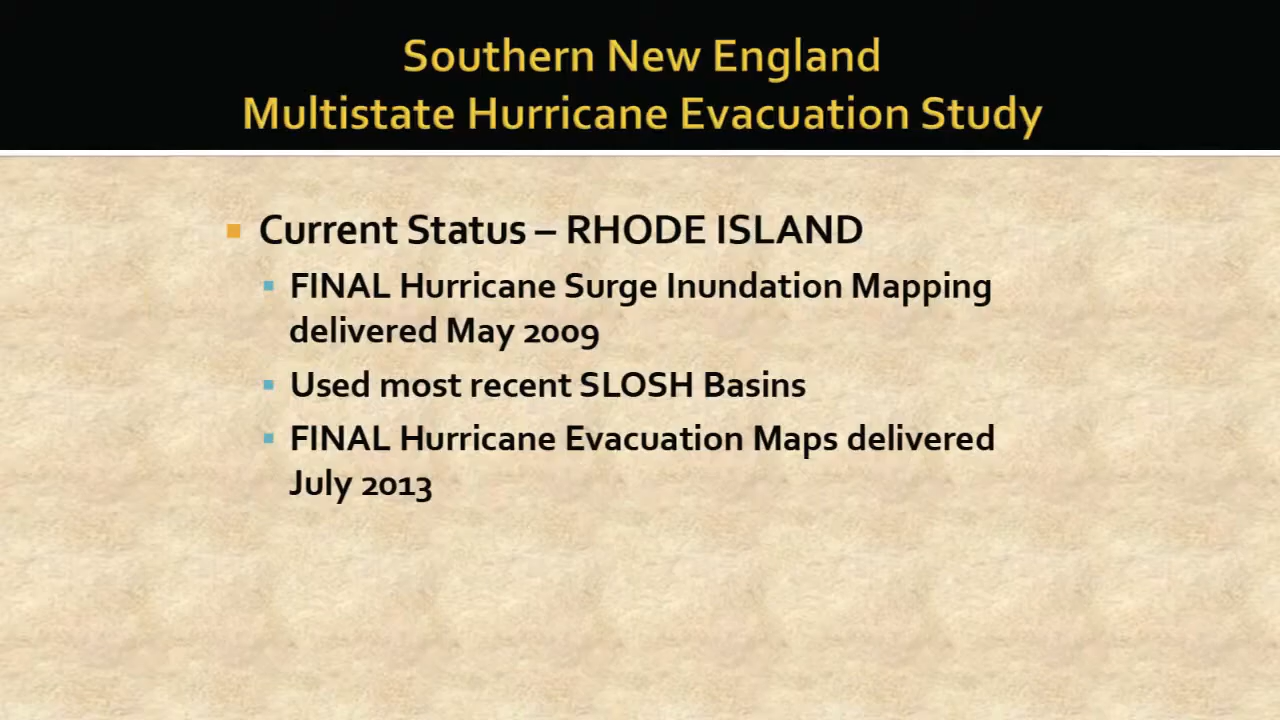 Southern New England
Multistate Hurricane Evacuation Study
Current Status – RHODE ISLAND
FINAL Hurricane Surge Inundation Mapping
delivered May 2009
Used most recent SLOSH Basins
FINAL Hurricane Evacuation Maps delivered
July 2013